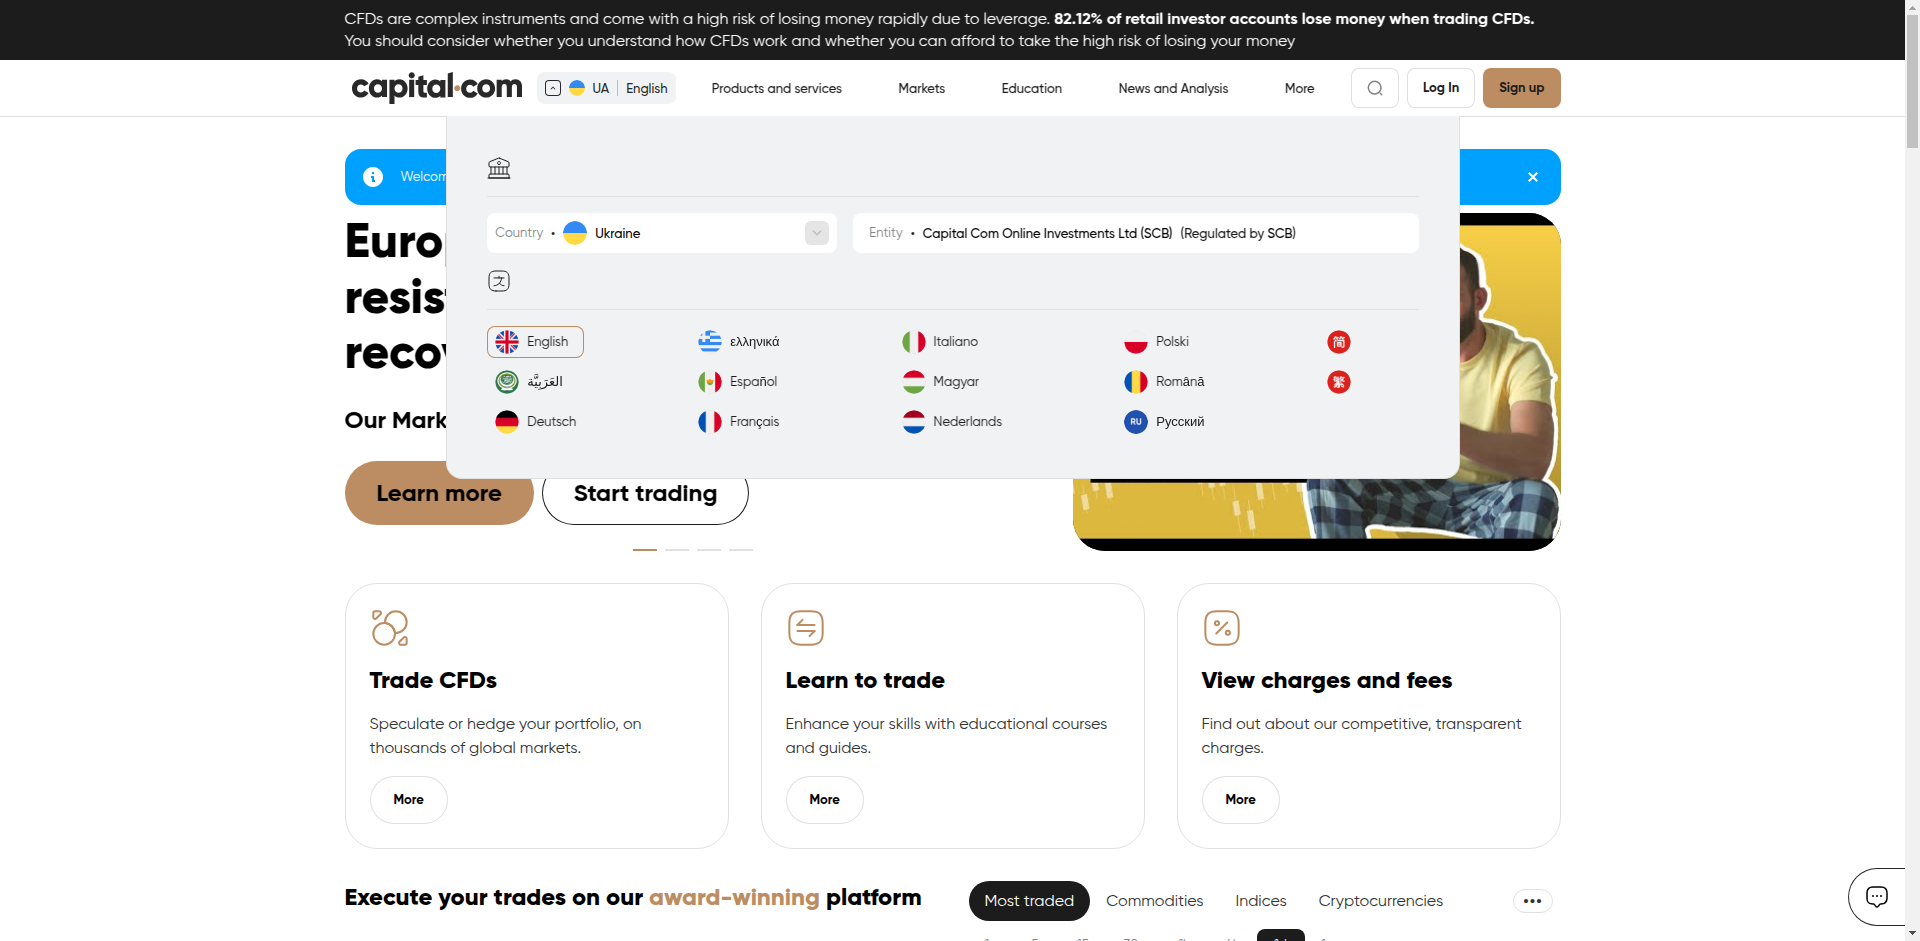 CFDs are complex instruments and come with a high risk of losing money rapidly due to leverage. 82.12% of retail investor accounts lose money when trading CFDs.
You should consider whether you understand how CFDs work and whether you can afford to take the high risk of losing your money
capital.com
UA | English
Products and services
Markets
Education
News and Analysis
More
Log In
Sign up
Country • Ukraine
Entity • Capital Com Online Investments Ltd (SCB) (Regulated by SCB)
English
ελληνικά
Italiano
Polski
简
العَرَبِيَّة
Español
Magyar
Română
繁
Deutsch
Français
Nederlands
RU Русский
Our Mark
Learn more
Start trading
Trade CFDs
Speculate or hedge your portfolio, on
thousands of global markets.
More
Learn to trade
Enhance your skills with educational courses
and guides.
More
View charges and fees
Find out about our competitive, transparent
charges.
More
Execute your trades on our award-winning platform
Most traded
Commodities
Indices
Cryptocurrencies